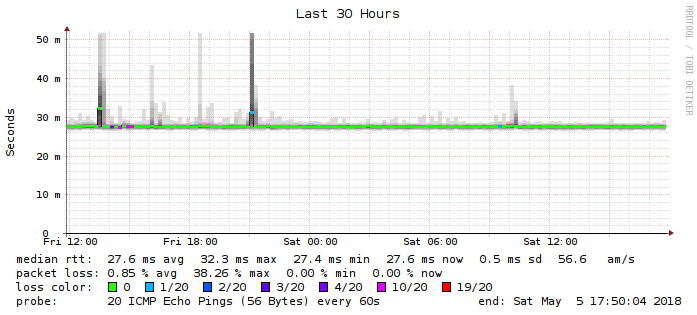 Last 30 Hours
RRDTOOL / TOBI OETIKER
Seconds
50 m
40 m
30 m
20 m
10 m
0
Fri 12:00 Fri 18:00 Sat 00:00 Sat 06:00 Sat 12:00
median rtt: 27.6 ms avg 32.3 ms max 27.4 ms min 27.6 ms now 0.5 ms sd 56.6 am/s
packet loss: 0.85 % avg 38.26 % max 0.00 % min 0.00 % now
loss color: 0 1/20 2/20 3/20 4/20 10/20 19/20
probe: 20 ICMP Echo Pings (56 Bytes) every 60s end: Sat May 5 17:50:04 2018